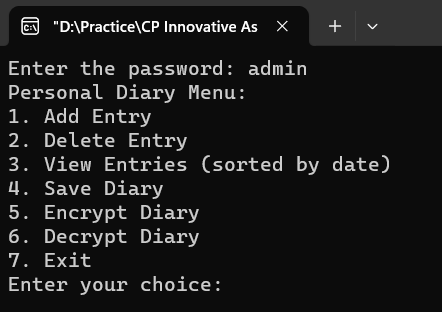 "D:\Practice\CP Innovative As
Enter the password: admin
Personal Diary Menu:
1. Add Entry
2. Delete Entry
3. View Entries (sorted by date)
4. Save Diary
5. Encrypt Diary
6. Decrypt Diary
7. Exit
Enter your choice: